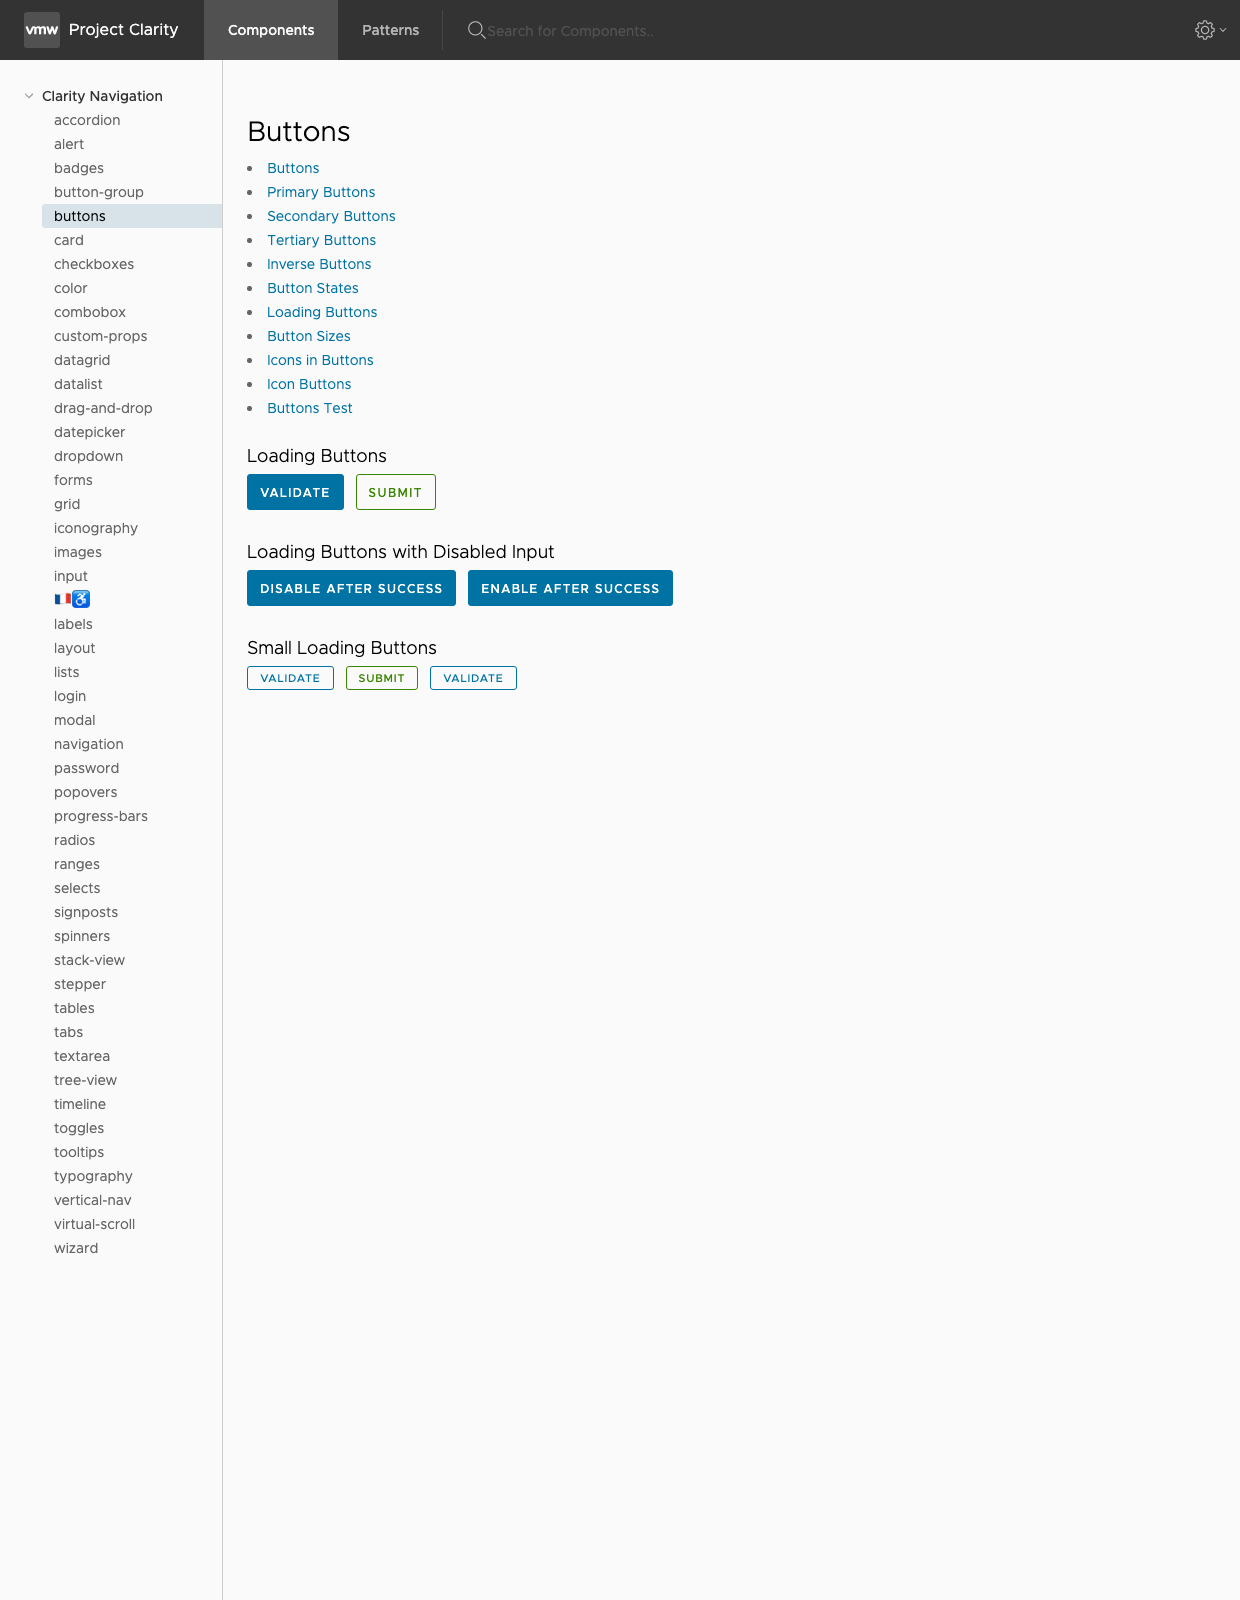 vmw Project Clarity Components Patterns Search for Components..
Clarity Navigation
accordion
alert
badges
button-group
buttons
card
checkboxes
color
combobox
custom-props
datagrid
datalist
drag-and-drop
datepicker
dropdown
forms
grid
iconography
images
input
🇫🇷♿
labels
layout
lists
login
modal
navigation
password
popovers
progress-bars
radios
ranges
selects
signposts
spinners
stack-view
stepper
tables
tabs
textarea
tree-view
timeline
toggles
tooltips
typography
vertical-nav
virtual-scroll
wizard
Buttons
• Buttons
• Primary Buttons
• Secondary Buttons
• Tertiary Buttons
• Inverse Buttons
• Button States
• Loading Buttons
• Button Sizes
• Icons in Buttons
• Icon Buttons
• Buttons Test
Loading Buttons
VALIDATE SUBMIT
Loading Buttons with Disabled Input
DISABLE AFTER SUCCESS ENABLE AFTER SUCCESS
Small Loading Buttons
VALIDATE SUBMIT VALIDATE